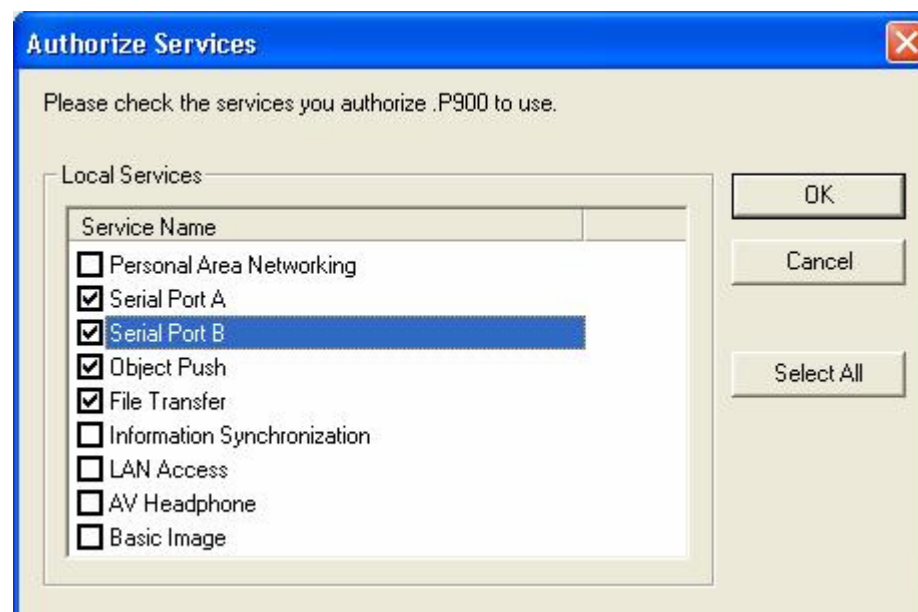 Authorize Services
Please check the services you authorize .P900 to use.
Local Services
Service Name
Personal Area Networking
Serial Port A
Serial Port B
Object Push
File Transfer
Information Synchronization
LAN Access
AV Headphone
Basic Image
OK
Cancel
Select All